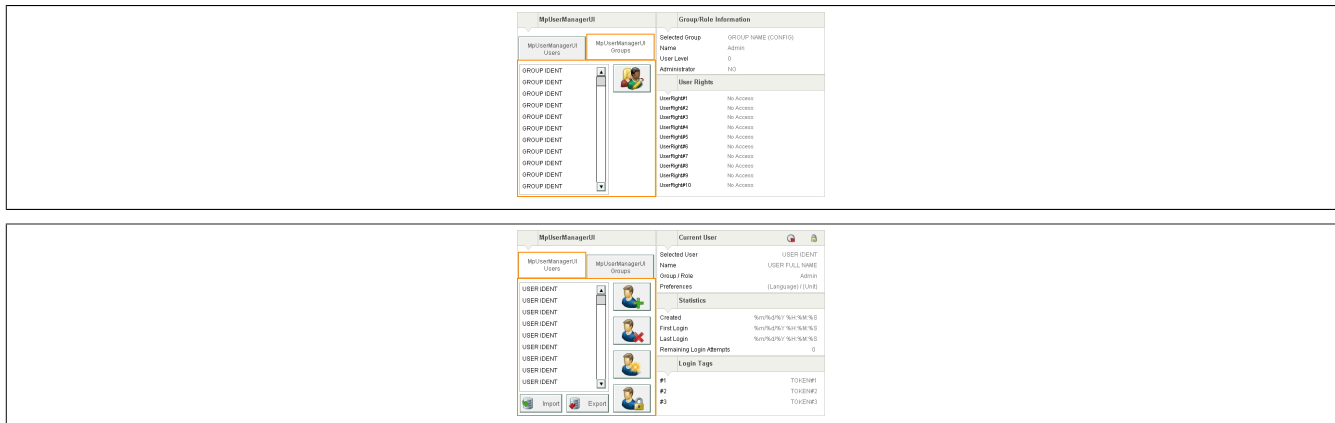 MpUserManagerUI
MpUserManagerUI
Users
MpUserManagerUI
Groups
GROUP IDENT
GROUP IDENT
GROUP IDENT
GROUP IDENT
GROUP IDENT
GROUP IDENT
GROUP IDENT
GROUP IDENT
GROUP IDENT
GROUP IDENT
GROUP IDENT
Group/Role Information
Selected Group GROUP NAME (CONFIG)
Name Admin
User Level 0
Administrator NO
User Rights
UserRight#1 No Access
UserRight#2 No Access
UserRight#3 No Access
UserRight#4 No Access
UserRight#5 No Access
UserRight#6 No Access
UserRight#7 No Access
UserRight#8 No Access
UserRight#9 No Access
UserRight#10 No Access
MpUserManagerUI
MpUserManagerUI
Users
MpUserManagerUI
Groups
USER IDENT
USER IDENT
USER IDENT
USER IDENT
USER IDENT
USER IDENT
USER IDENT
USER IDENT
USER IDENT
Import Export
Current User
Selected User USER IDENT
Name USER FULL NAME
Group / Role Admin
Preferences (Language) / (Unit)
Statistics
Created %m/%d/%Y %H:%M:%S
First Login %m/%d/%Y %H:%M:%S
Last Login %m/%d/%Y %H:%M:%S
Remaining Login Attempts 0
Login Tags
#1 TOKEN#1
#2 TOKEN#2
#3 TOKEN#3